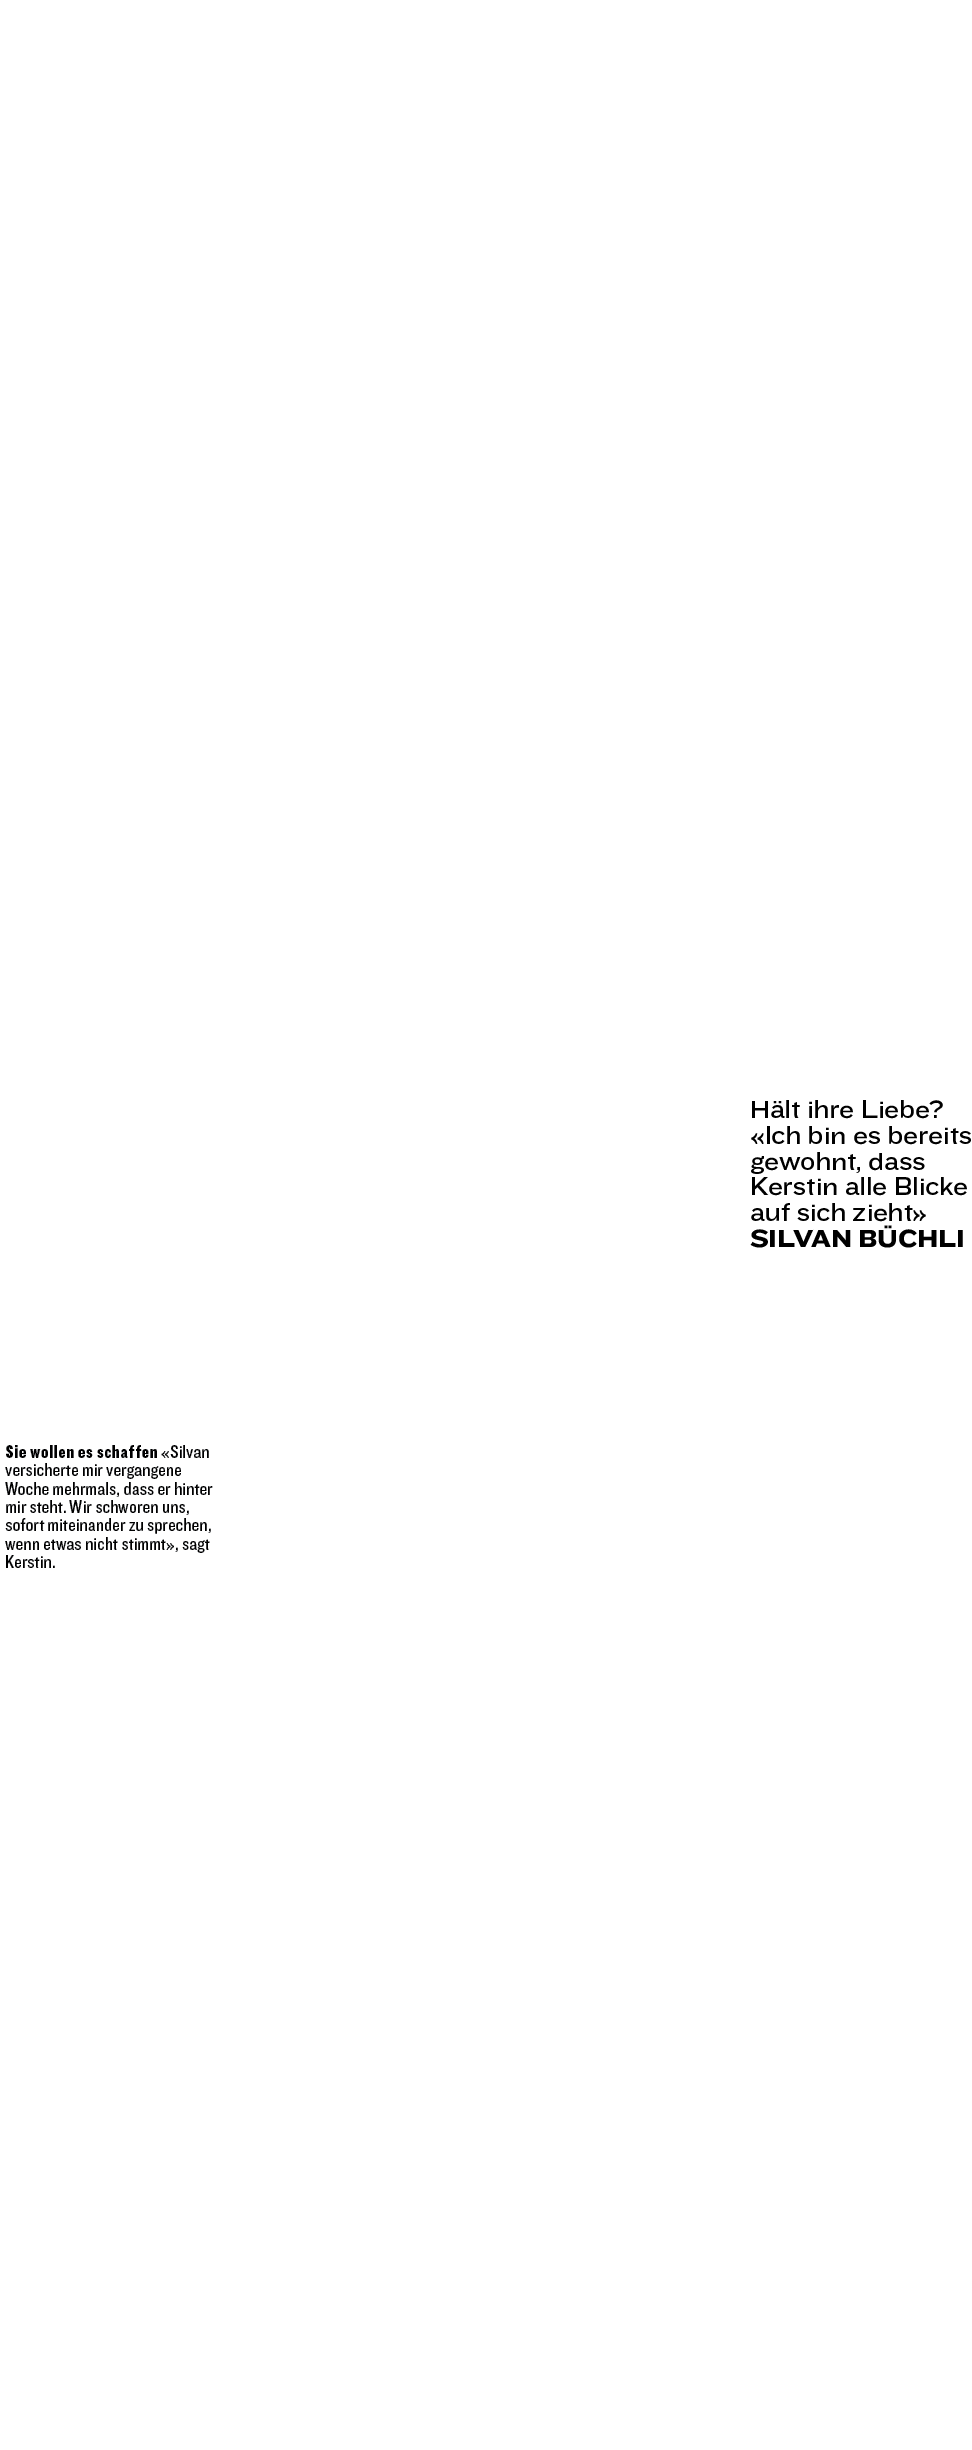 Hält ihre Liebe?
«Ich bin es bereits
gewohnt, dass
Kerstin alle Blicke
auf sich zieht»
SILVAN BÜCHLI
Sie wollen es schaffen «Silvan
versicherte mir vergangene
Woche mehrmals, dass er hinter
mir steht. Wir schworen uns,
sofort miteinander zu sprechen,
wenn etwas nicht stimmt», sagt
Kerstin.